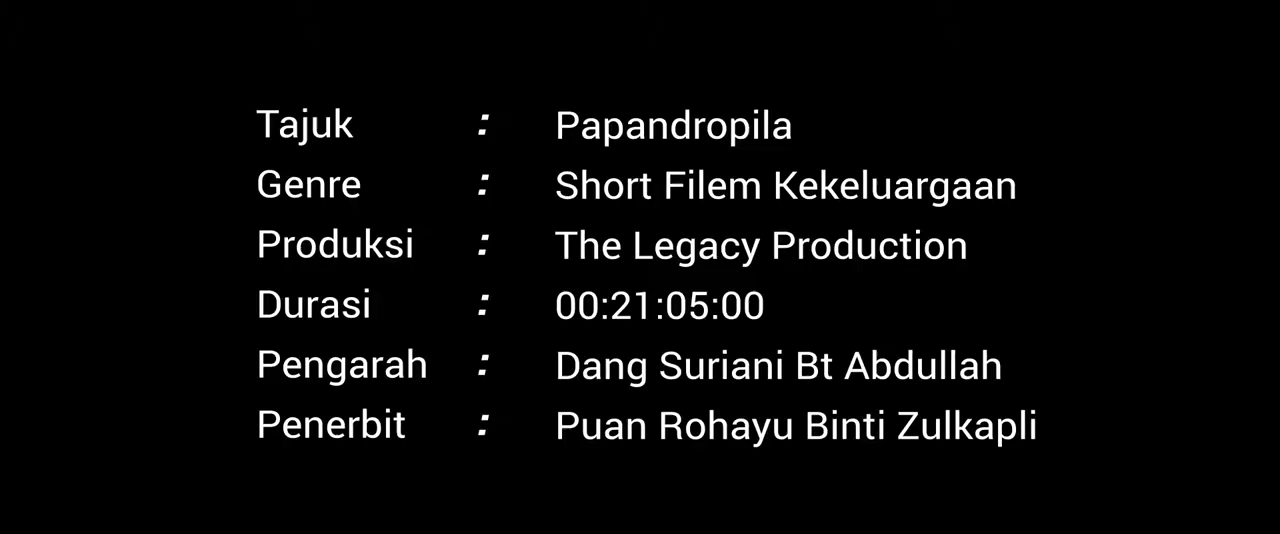 Tajuk : Papandropila
Genre : Short Filem Kekeluargaan
Produksi : The Legacy Production
Durasi : 00:21:05:00
Pengarah : Dang Suriani Bt Abdullah
Penerbit : Puan Rohayu Binti Zulkapli